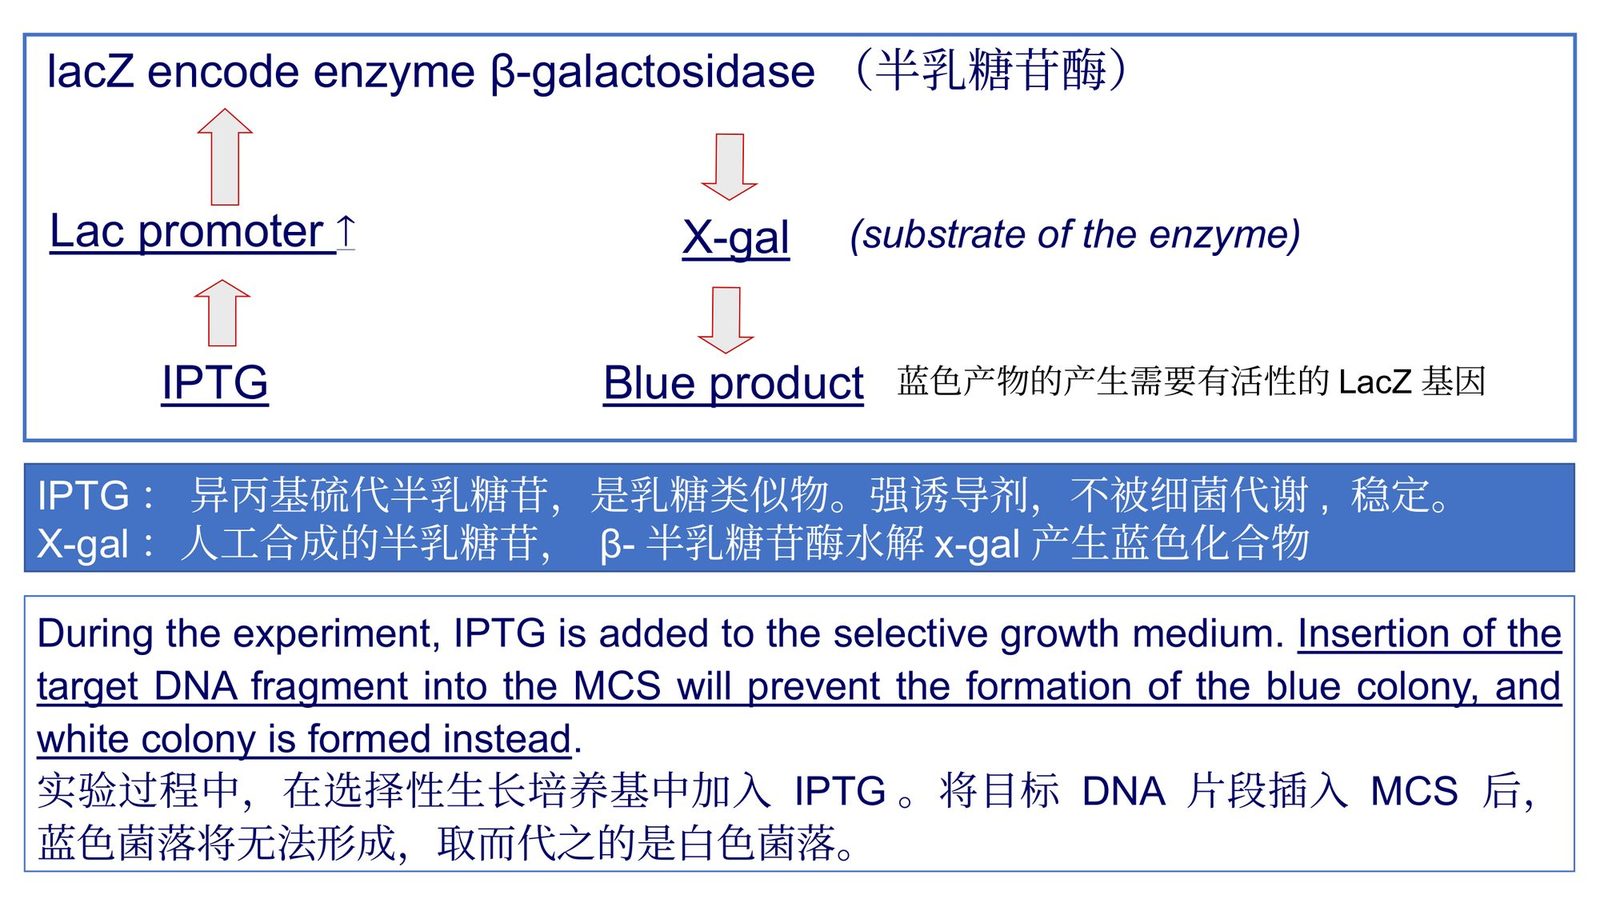 lacZ encode enzyme β-galactosidase （半乳糖苷酶）
Lac promoter ↑
X-gal (substrate of the enzyme)
IPTG
Blue product 蓝色产物的产生需要有活性的 LacZ 基因
IPTG： 异丙基硫代半乳糖苷，是乳糖类似物。强诱导剂，不被细菌代谢 , 稳定。
X-gal： 人工合成的半乳糖苷， β- 半乳糖苷酶水解 x-gal 产生蓝色化合物
During the experiment, IPTG is added to the selective growth medium. Insertion of the
target DNA fragment into the MCS will prevent the formation of the blue colony, and
white colony is formed instead.
实验过程中，在选择性生长培养基中加入 IPTG 。将目标 DNA 片段插入 MCS 后，
蓝色菌落将无法形成，取而代之的是白色菌落。